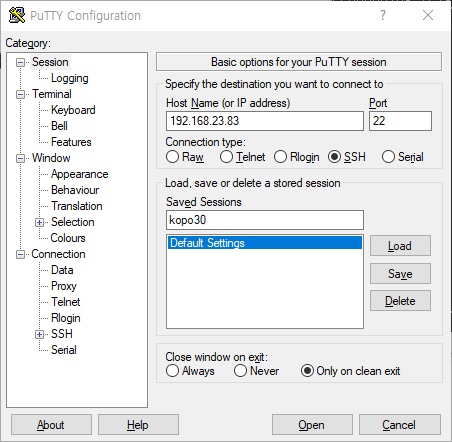 PuTTY Configuration
?
Category:
Session
Logging
Terminal
Keyboard
Bell
Features
Window
Appearance
Behaviour
Translation
Selection
Colours
Connection
Data
Proxy
Telnet
Rlogin
SSH
Serial
Basic options for your PuTTY session
Specify the destination you want to connect to
Host Name (or IP address) Port
192.168.23.83 22
Connection type:
Raw Telnet Rlogin SSH Serial
Load, save or delete a stored session
Saved Sessions
kopo30
Default Settings
Load
Save
Delete
Close window on exit:
Always Never Only on clean exit
About Help Open Cancel